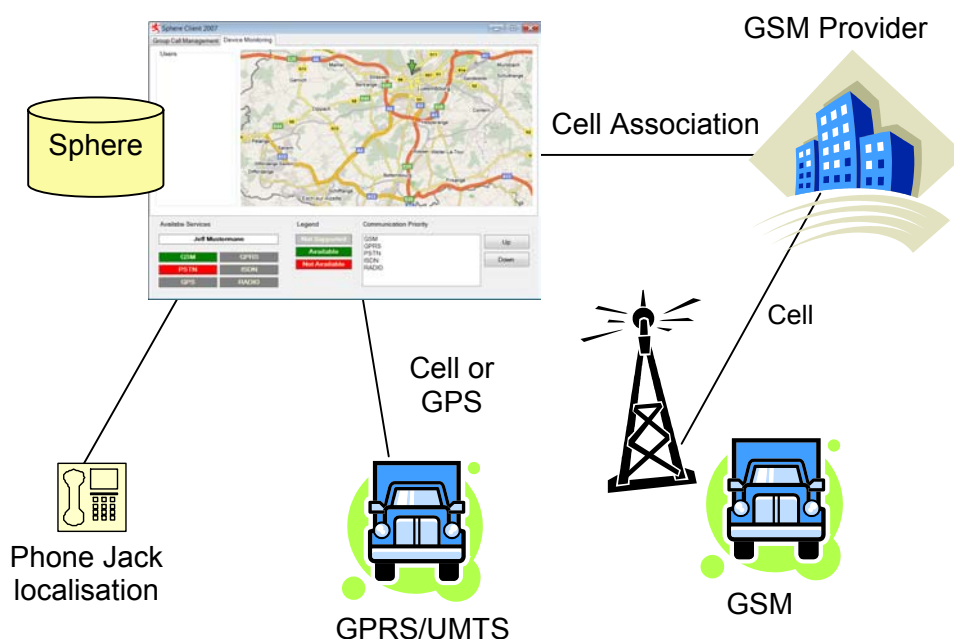 Sphere Client 2007
Group Call Management Device Monitoring
Users
Luxembourg
GSM Provider
Sphere
Cell Association
Availabe Services
Legend
Communication Priority
Jeff Mustermann
GSM GPRS
PSTN ISDN
GPS RADIO
Not Supported
Available
Not Available
GSM
GPRS
PSTN
ISDN
RADIO
Up
Down
Cell
Cell or
GPS
Phone Jack
localisation
GPRS/UMTS
GSM